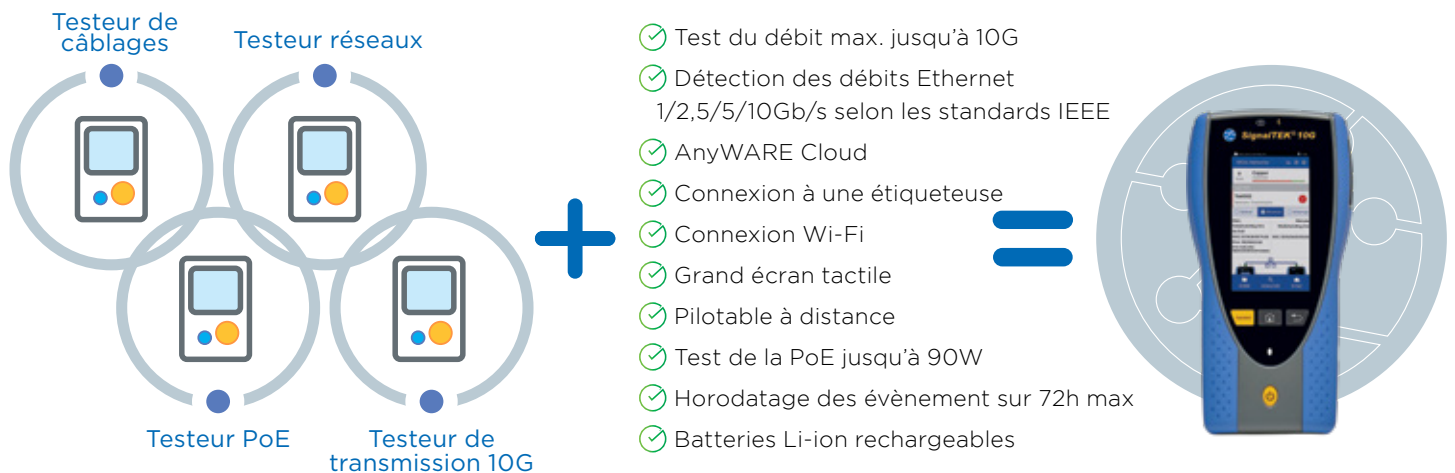 Testeur de
câblages
Testeur réseaux
Testeur PoE
Testeur de
transmission 10G
Test du débit max. jusqu'à 10G
Détection des débits Ethernet
1/2,5/5/10Gb/s selon les standards IEEE
AnyWARE Cloud
Connexion à une étiqueteuse
Connexion Wi-Fi
Grand écran tactile
Pilotable à distance
Test de la PoE jusqu'à 90W
Horodatage des évènement sur 72h max
Batteries Li-ion rechargeables
SignalTEK® 10G
Copper